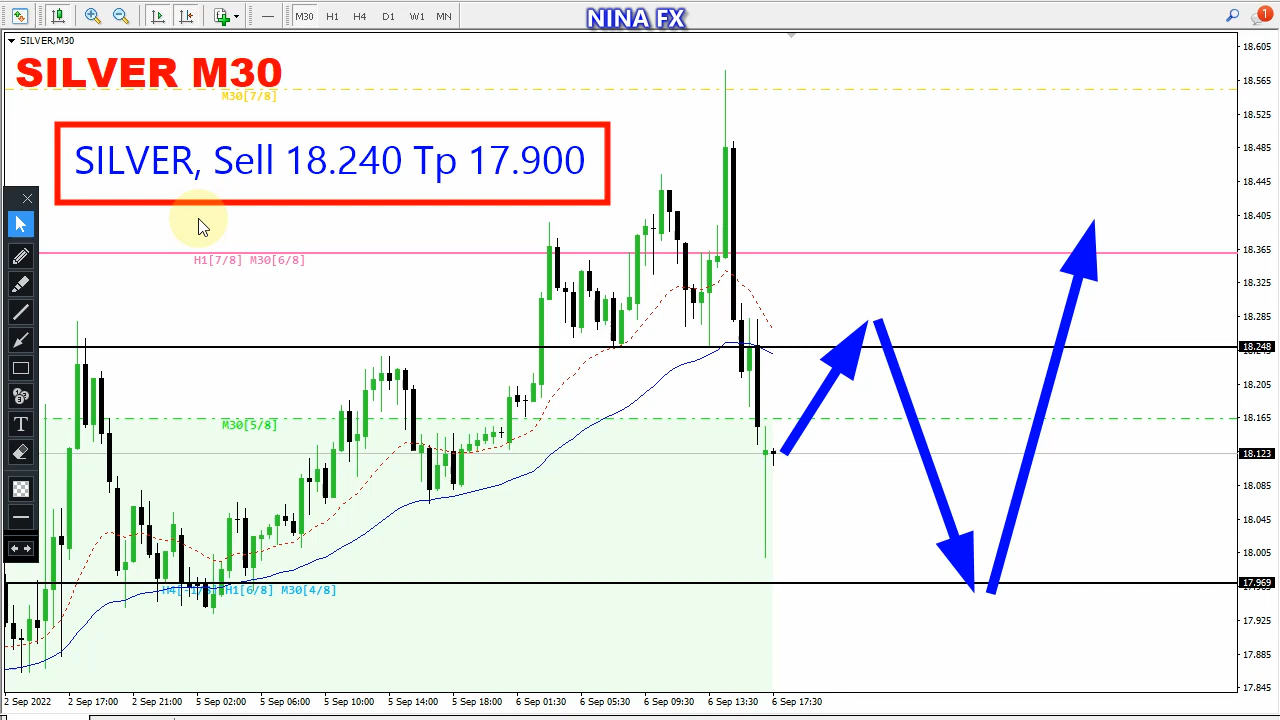 M30 H1 H4 D1 W1 MN
NINA FX
1
SILVER,M30
SILVER M30
M30[7/8]
SILVER, Sell 18.240 Tp 17.900
H1[7/8] M30[6/8]
M30[5/8]
H1[6/8] M30[4/8]
T
18.605
18.565
18.525
18.485
18.445
18.405
18.365
18.325
18.285
18.248
18.205
18.165
18.123
18.085
18.045
18.005
17.969
17.925
17.885
17.845
2 Sep 2022
2 Sep 17:00
2 Sep 21:00
5 Sep 02:00
5 Sep 06:00
5 Sep 10:00
5 Sep 14:00
5 Sep 18:00
6 Sep 01:30
6 Sep 05:30
6 Sep 09:30
6 Sep 13:30
6 Sep 17:30